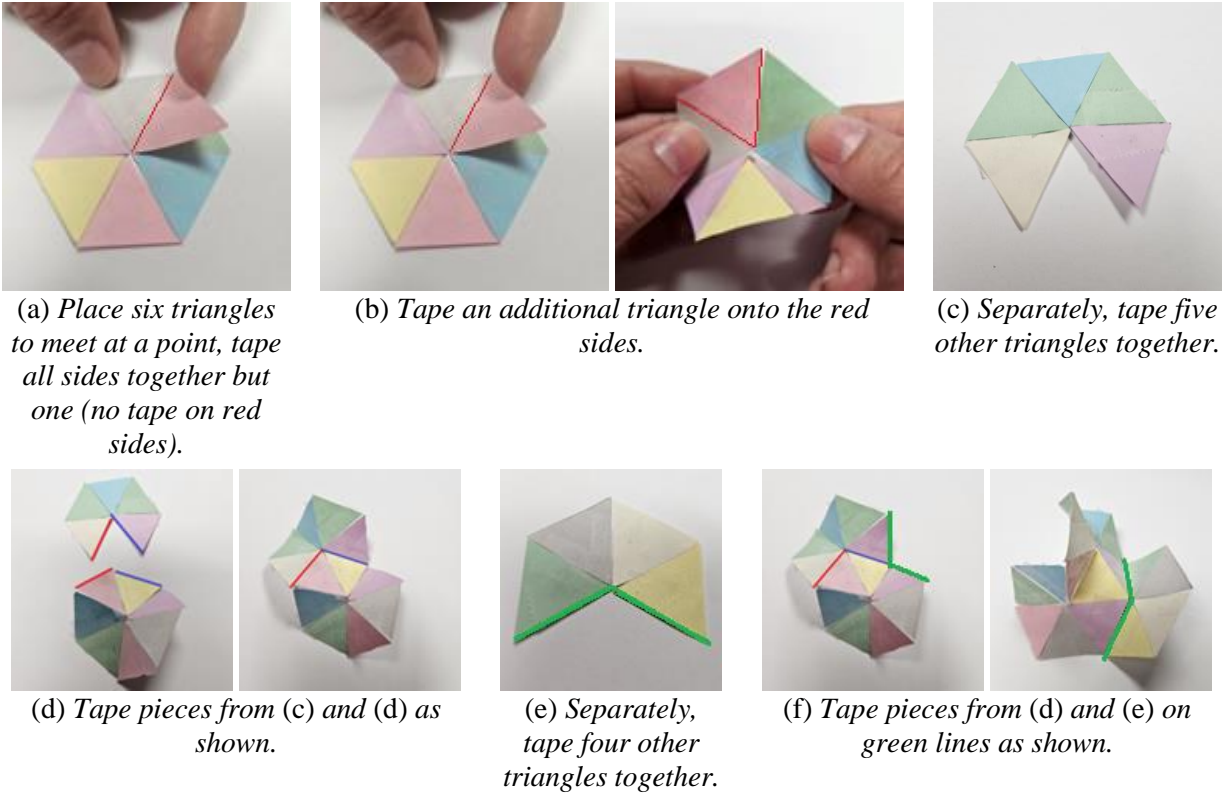 (a) Place six triangles
to meet at a point, tape
all sides together but
one (no tape on red
sides).
(b) Tape an additional triangle onto the red
sides.
(c) Separately, tape five
other triangles together.
(d) Tape pieces from (c) and (d) as
shown.
(e) Separately,
tape four other
triangles together.
(f) Tape pieces from (d) and (e) on
green lines as shown.